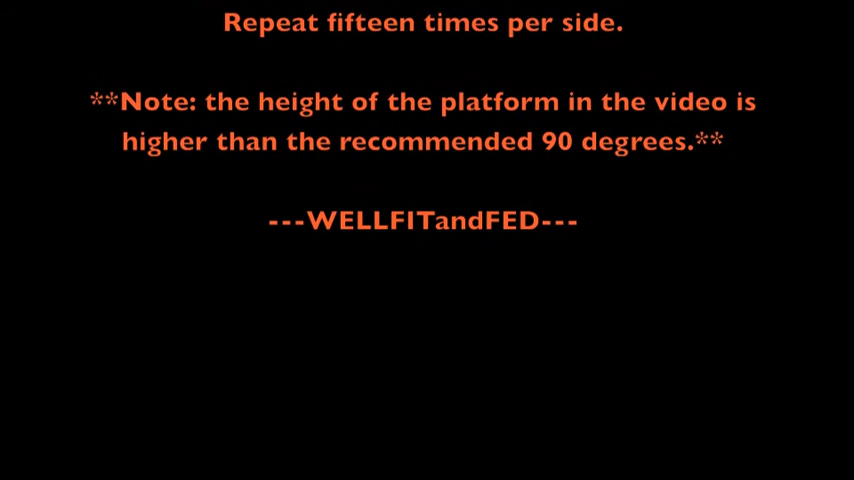 Repeat fifteen times per side.
**Note: the height of the platform in the video is
higher than the recommended 90 degrees.**
---WELLFITandFED---